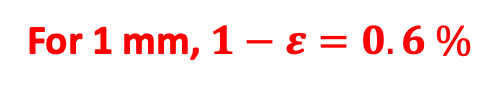 For 1 mm, 1 − ε = 0.6 %